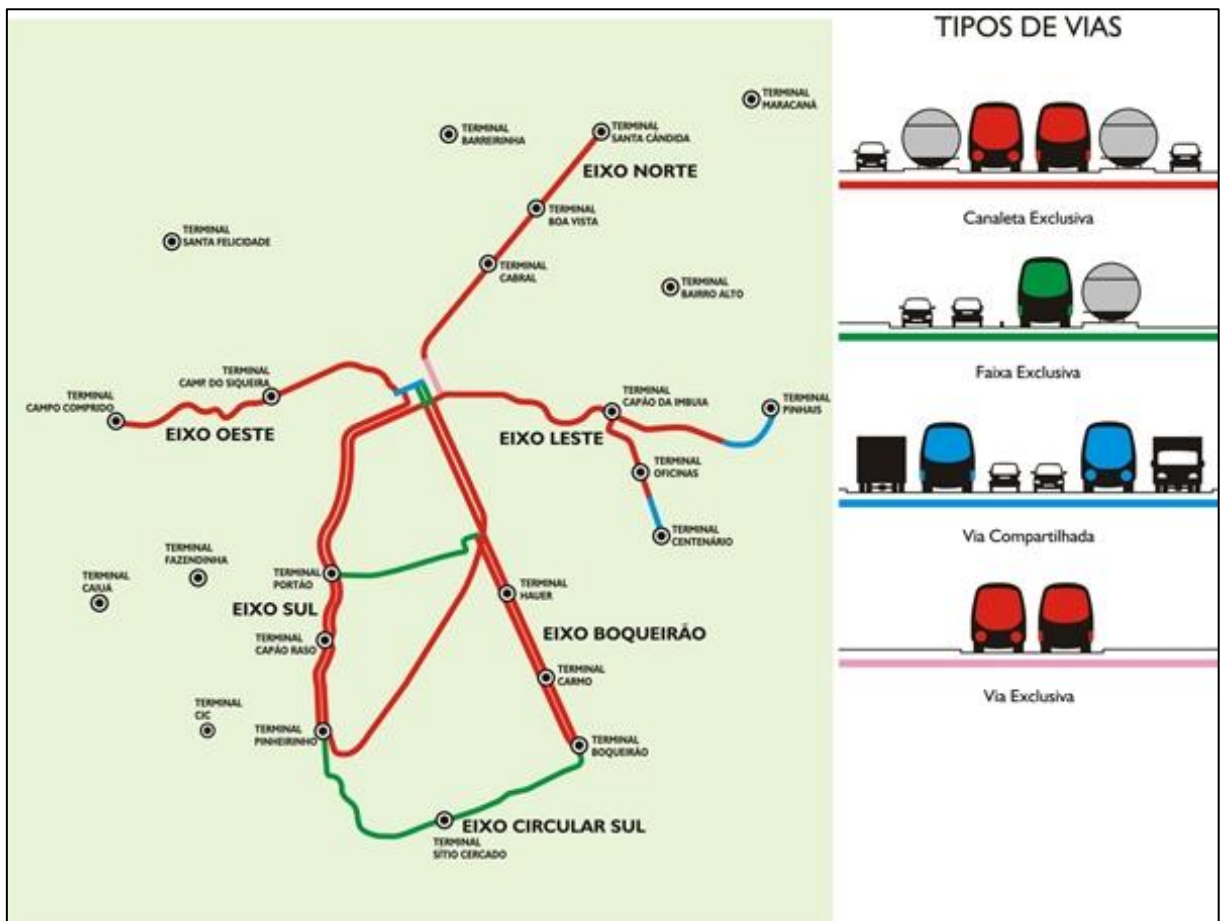 TIPOS DE VIAS
TERMINAL
MARACANÃ
TERMINAL
BARREIRINHA
TERMINAL
SANTA CÂNDIDA
EIXO NORTE
TERMINAL
BOA VISTA
TERMINAL
SANTA FELICIDADE
TERMINAL
CABRAL
TERMINAL
BAIRRO ALTO
TERMINAL
CAMP. DO SIQUEIRA
TERMINAL
CAMPO COMPRIDO
EIXO OESTE
TERMINAL
CAPÃO DA IMBUIA
TERMINAL
PINHAIS
EIXO LESTE
TERMINAL
OFICINAS
TERMINAL
CENTENÁRIO
TERMINAL
FAZENDINHA
TERMINAL
CAIUÁ
TERMINAL
PORTÃO
TERMINAL
HAUER
EIXO SUL
EIXO BOQUEIRÃO
TERMINAL
CAPÃO RASO
TERMINAL
CARMO
TERMINAL
CIC
TERMINAL
PINHEIRINHO
TERMINAL
BOQUEIRÃO
EIXO CIRCULAR SUL
TERMINAL
SÍTIO CERCADO
Canaleta Exclusiva
Faixa Exclusiva
Via Compartilhada
Via Exclusiva